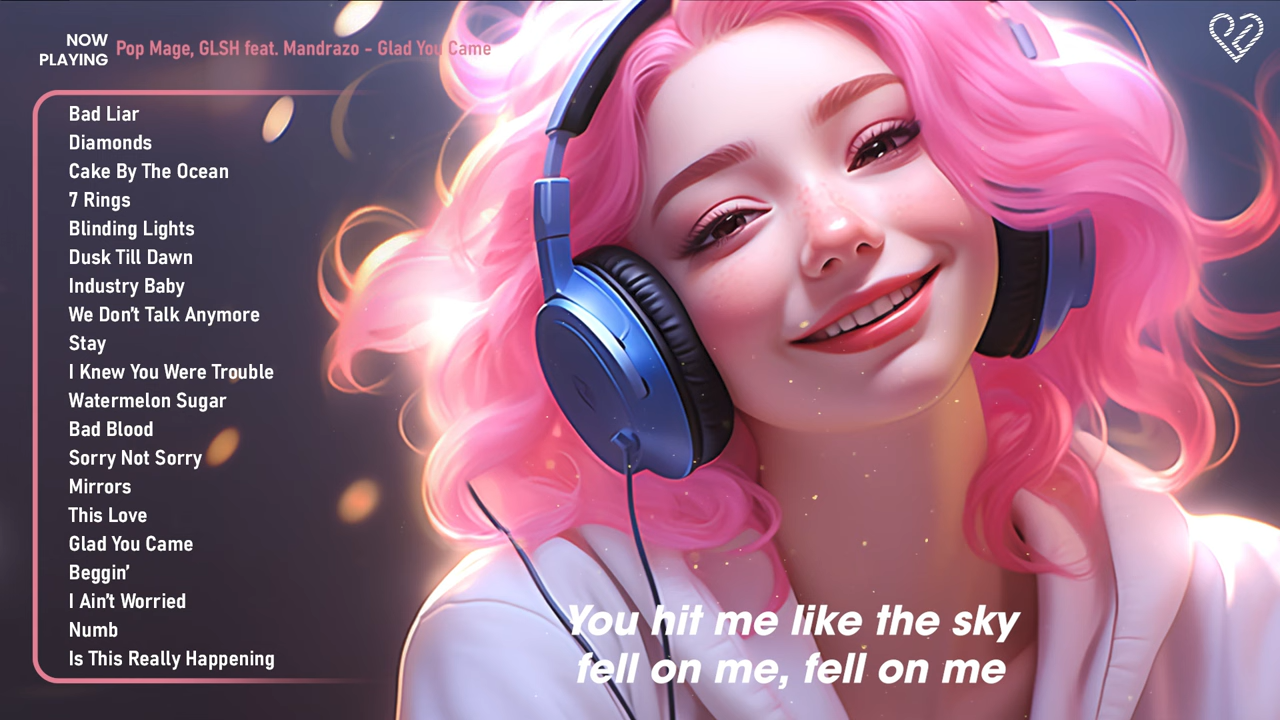 NOW
PLAYING
Pop Mage, GLSH feat. Mandrazo - Glad You Came
Bad Liar
Diamonds
Cake By The Ocean
7 Rings
Blinding Lights
Dusk Till Dawn
Industry Baby
We Don't Talk Anymore
Stay
I Knew You Were Trouble
Watermelon Sugar
Bad Blood
Sorry Not Sorry
Mirrors
This Love
Glad You Came
Beggin'
I Ain't Worried
Numb
Is This Really Happening
You hit me like the sky
fell on me, fell on me